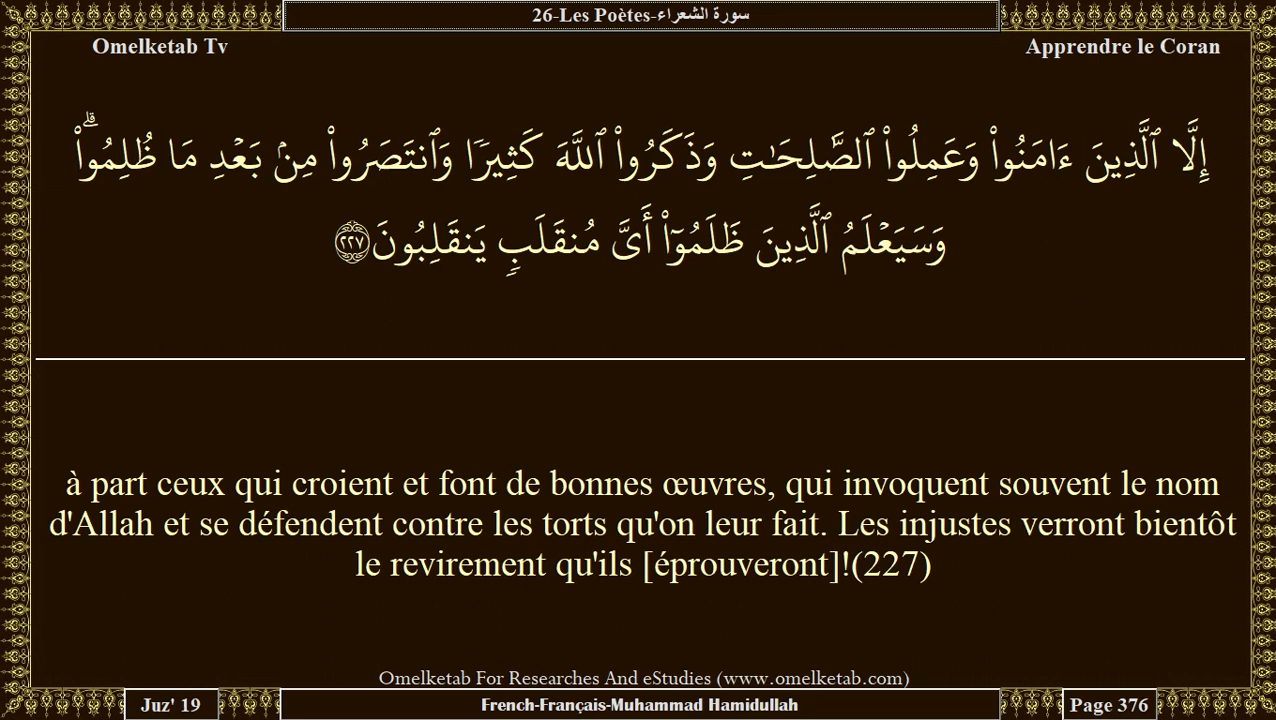 26-Les Poètes-سورة الشعراء
Omelketab Tv
Apprendre le Coran
إِلَّا ٱلَّذِينَ ءَامَنُوا۟ وَعَمِلُوا۟ ٱلصَّٰلِحَٰتِ وَذَكَرُوا۟ ٱللَّهَ كَثِيرًۭا وَٱنتَصَرُوا۟ مِنۢ بَعْدِ مَا ظُلِمُوا۟ ۗ
وَسَيَعْلَمُ ٱلَّذِينَ ظَلَمُوٓا۟ أَىَّ مُنقَلَبٍۢ يَنقَلِبُونَ ٢٢٧
à part ceux qui croient et font de bonnes œuvres, qui invoquent souvent le nom
d'Allah et se défendent contre les torts qu'on leur fait. Les injustes verront bientôt
le revirement qu'ils [éprouveront]!(227)
Omelketab For Researches And eStudies (www.omelketab.com)
Juz' 19
French-Français-Muhammad Hamidullah
Page 376